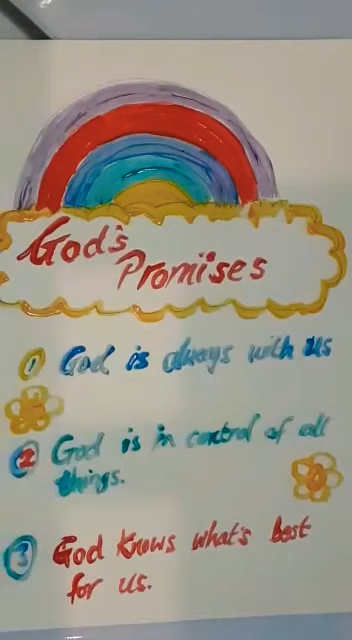 God's
Promises
1 God is always with us
2 God is in control of all
things.
3 God knows what's best
for us.